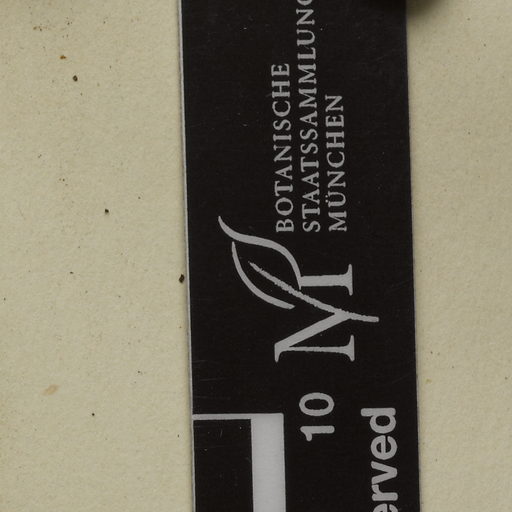 BOTANISCHE
STAATSSAMMLUNG
MÜNCHEN
M
10
erved